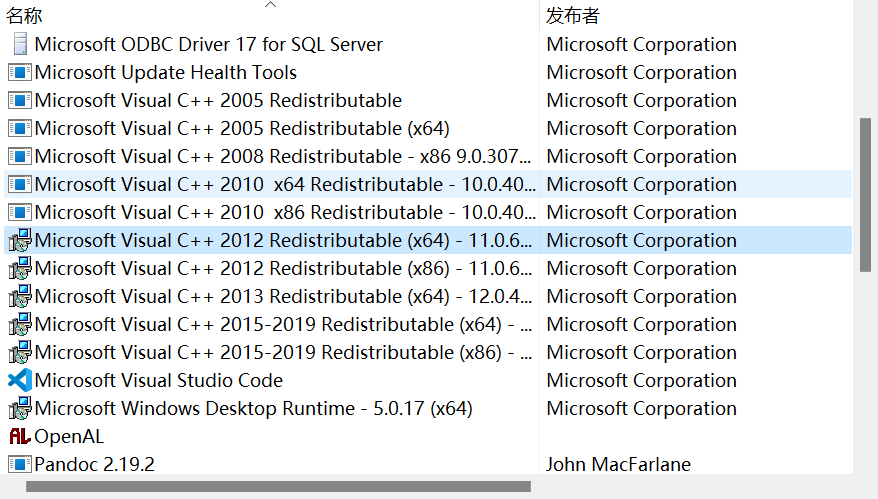 名称 发布者
Microsoft ODBC Driver 17 for SQL Server Microsoft Corporation
Microsoft Update Health Tools Microsoft Corporation
Microsoft Visual C++ 2005 Redistributable Microsoft Corporation
Microsoft Visual C++ 2005 Redistributable (x64) Microsoft Corporation
Microsoft Visual C++ 2008 Redistributable - x86 9.0.307... Microsoft Corporation
Microsoft Visual C++ 2010  x64 Redistributable - 10.0.40... Microsoft Corporation
Microsoft Visual C++ 2010  x86 Redistributable - 10.0.40... Microsoft Corporation
Microsoft Visual C++ 2012 Redistributable (x64) - 11.0.6... Microsoft Corporation
Microsoft Visual C++ 2012 Redistributable (x86) - 11.0.6... Microsoft Corporation
Microsoft Visual C++ 2013 Redistributable (x64) - 12.0.4... Microsoft Corporation
Microsoft Visual C++ 2015-2019 Redistributable (x64) - ... Microsoft Corporation
Microsoft Visual C++ 2015-2019 Redistributable (x86) - ... Microsoft Corporation
Microsoft Visual Studio Code Microsoft Corporation
Microsoft Windows Desktop Runtime - 5.0.17 (x64) Microsoft Corporation
AL OpenAL
Pandoc 2.19.2 John MacFarlane